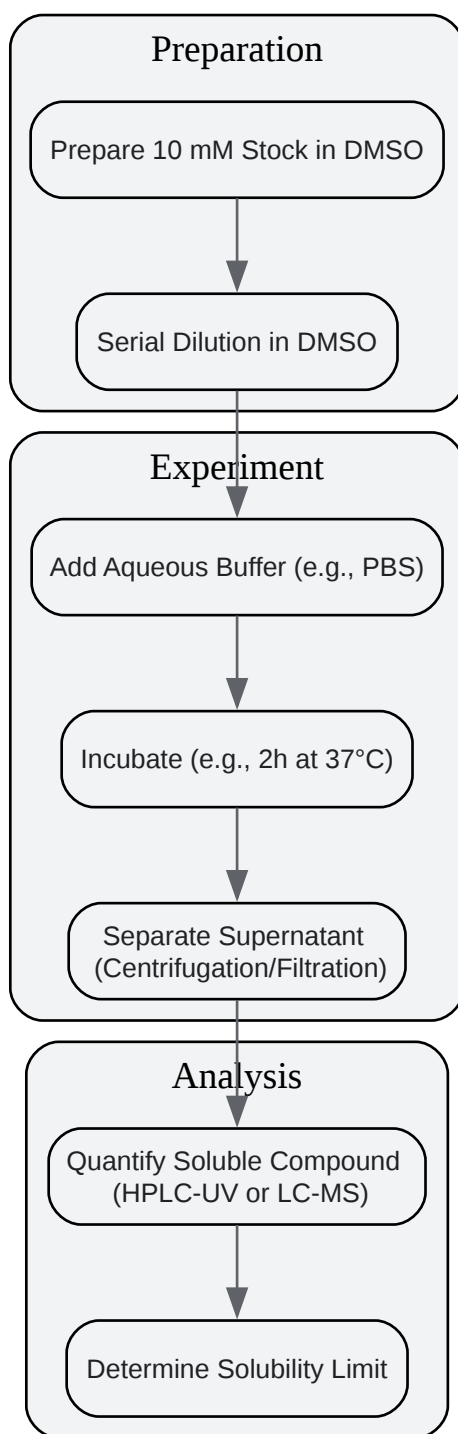 Preparation
Prepare 10 mM Stock in DMSO
Serial Dilution in DMSO
Experiment
Add Aqueous Buffer (e.g., PBS)
Incubate (e.g., 2h at 37°C)
Separate Supernatant
(Centrifugation/Filtration)
Analysis
Quantify Soluble Compound
(HPLC-UV or LC-MS)
Determine Solubility Limit